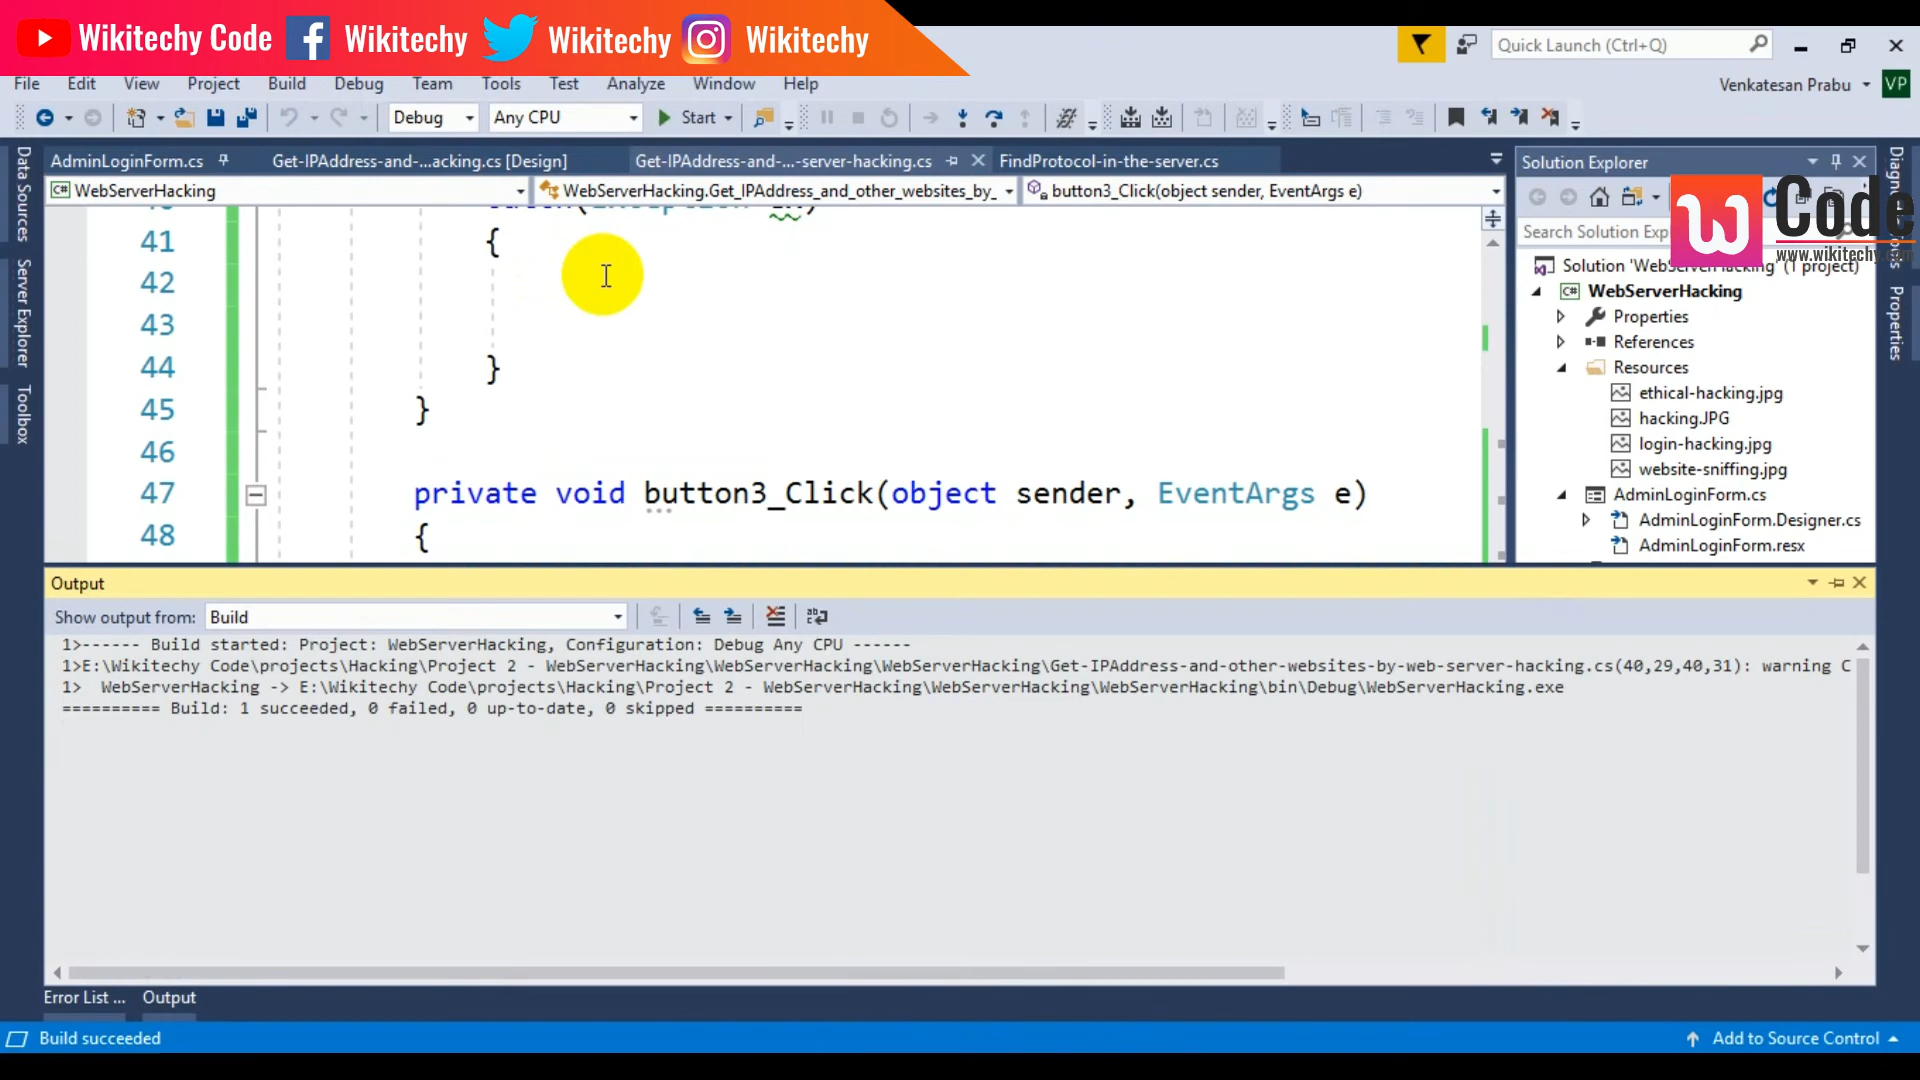 Wikitechy Code Wikitechy Wikitechy Wikitechy
Quick Launch (Ctrl+Q)
File Edit View Project Build Debug Team Tools Test Analyze Window Help
Venkatesan Prabu VP
Debug Any CPU Start
AdminLoginForm.cs Get-IPAddress-and-...acking.cs [Design] Get-IPAddress-and-...-server-hacking.cs FindProtocol-in-the-server.cs
WebServerHacking WebServerHacking.Get_IPAddress_and_other_websites_by_ button3_Click(object sender, EventArgs e)
Data Sources
Server Explorer
Toolbox
41 {
42
43
44 }
45 }
46
47 private void button3_Click(object sender, EventArgs e)
48 {
Solution Explorer
Search Solution Exp
Solution 'WebServerHacking' (1 project)
C# WebServerHacking
Properties
References
Resources
ethical-hacking.jpg
hacking.JPG
login-hacking.jpg
website-sniffing.jpg
AdminLoginForm.cs
AdminLoginForm.Designer.cs
AdminLoginForm.resx
w Code
www.wikitechy.com
Properties
Output
Show output from: Build
1>------ Build started: Project: WebServerHacking, Configuration: Debug Any CPU ------
1>E:\Wikitechy Code\projects\Hacking\Project 2 - WebServerHacking\WebServerHacking\WebServerHacking\Get-IPAddress-and-other-websites-by-web-server-hacking.cs(40,29,40,31): warning C
1> WebServerHacking -> E:\Wikitechy Code\projects\Hacking\Project 2 - WebServerHacking\WebServerHacking\WebServerHacking\bin\Debug\WebServerHacking.exe
========== Build: 1 succeeded, 0 failed, 0 up-to-date, 0 skipped ==========
Error List ... Output
Build succeeded
Add to Source Control